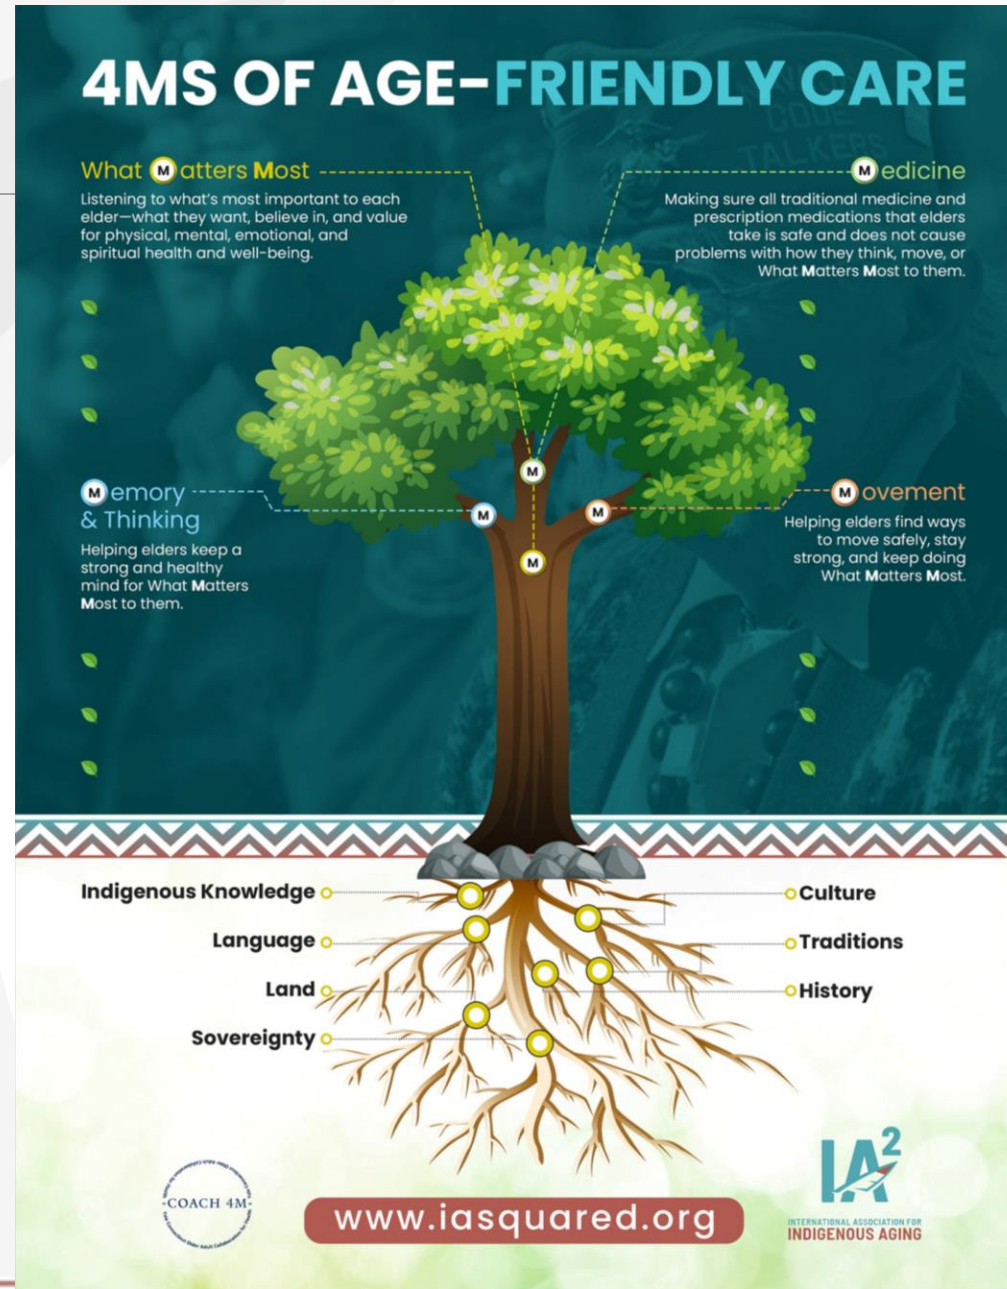 4MS OF AGE-FRIENDLY CARE
What Matters Most
Listening to what's most important to each
elder—what they want, believe in, and value
for physical, mental, emotional, and
spiritual health and well-being.
Medicine
Making sure all traditional medicine and
prescription medications that elders
take is safe and does not cause
problems with how they think, move, or
What Matters Most to them.
Memory
& Thinking
Helping elders keep a
strong and healthy
mind for What Matters
Most to them.
Movement
Helping elders find ways
to move safely, stay
strong, and keep doing
What Matters Most.
M
M
M
M
CODE
TALKERS
Indigenous Knowledge
Language
Land
Sovereignty
Culture
Traditions
History
COACH 4M
www.iasquared.org
IA2
INTERNATIONAL ASSOCIATION FOR
INDIGENOUS AGING